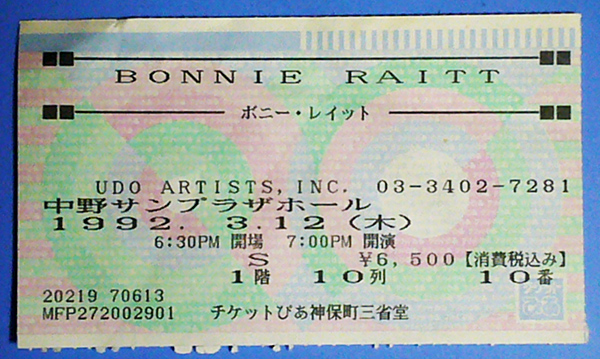 BONNIE RAITT
ボニー・レイット
UDO ARTISTS, INC. 03-3402-7281
中野サンプラザホール
1992. 3.12 (木)
6:30PM 開場 7:00PM 開演
S ¥6,500【消費税込み】
1階 10列 10番
20219 70613
MFP272002901 チケットぴあ神保町三省堂